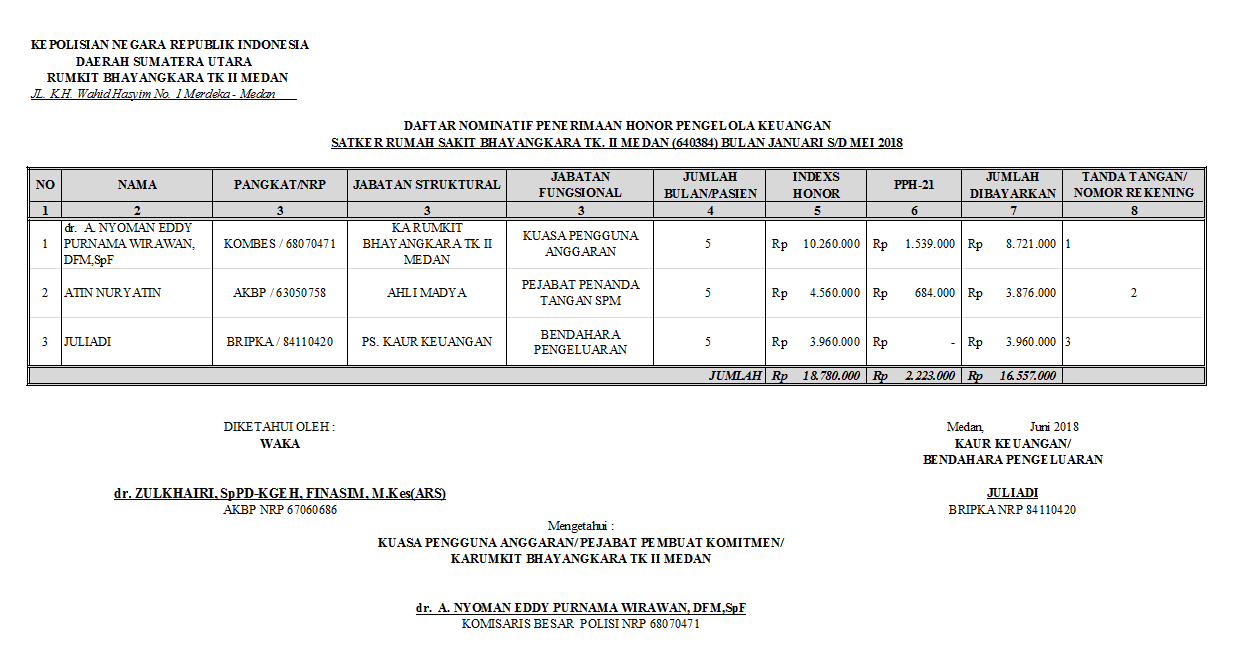 KEPOLISIAN NEGARA REPUBLIK INDONESIA
DAERAH SUMATERA UTARA
RUMKIT BHAYANGKARA TK II MEDAN
JL. K.H. Wahid Hasyim No. 1 Merdeka - Medan
DAFTAR NOMINATIF PENERIMAAN HONOR PENGELOLA KEUANGAN
SATKER RUMAH SAKIT BHAYANGKARA TK. II MEDAN (640384) BULAN JANUARI S/D MEI 2018
NO NAMA PANGKAT/NRP JABATAN STRUKTURAL JABATAN FUNGSIONAL JUMLAH BULAN/PASIEN INDEXS HONOR PPH-21 JUMLAH DIBAYARKAN TANDA TANGAN/ NOMOR REKENING
1 2 3 3 3 4 5 6 7 8
1 dr. A. NYOMAN EDDY PURNAMA WIRAWAN, DFM,SpF KOMBES / 68070471 KA RUMKIT BHAYANGKARA TK II MEDAN KUASA PENGGUNA ANGGARAN 5 Rp 10.260.000 Rp 1.539.000 Rp 8.721.000 1
2 ATIN NURYATIN AKBP / 63050758 AHLI MADYA PEJABAT PENANDA TANGAN SPM 5 Rp 4.560.000 Rp 684.000 Rp 3.876.000 2
3 JULIADI BRIPKA / 84110420 PS. KAUR KEUANGAN BENDAHARA PENGELUARAN 5 Rp 3.960.000 Rp - Rp 3.960.000 3
JUMLAH Rp 18.780.000 Rp 2.223.000 Rp 16.557.000
DIKETAHUI OLEH :
WAKA
dr. ZULKHAIRI, SpPD-KGEH, FINASIM, M.Kes(ARS)
AKBP NRP 67060686
Medan, Juni 2018
KAUR KEUANGAN/
BENDAHARA PENGELUARAN
JULIADI
BRIPKA NRP 84110420
Mengetahui :
KUASA PENGGUNA ANGGARAN/ PEJABAT PEMBUAT KOMITMEN/
KARUMKIT BHAYANGKARA TK II MEDAN
dr. A. NYOMAN EDDY PURNAMA WIRAWAN, DFM,SpF
KOMISARIS BESAR POLISI NRP 68070471